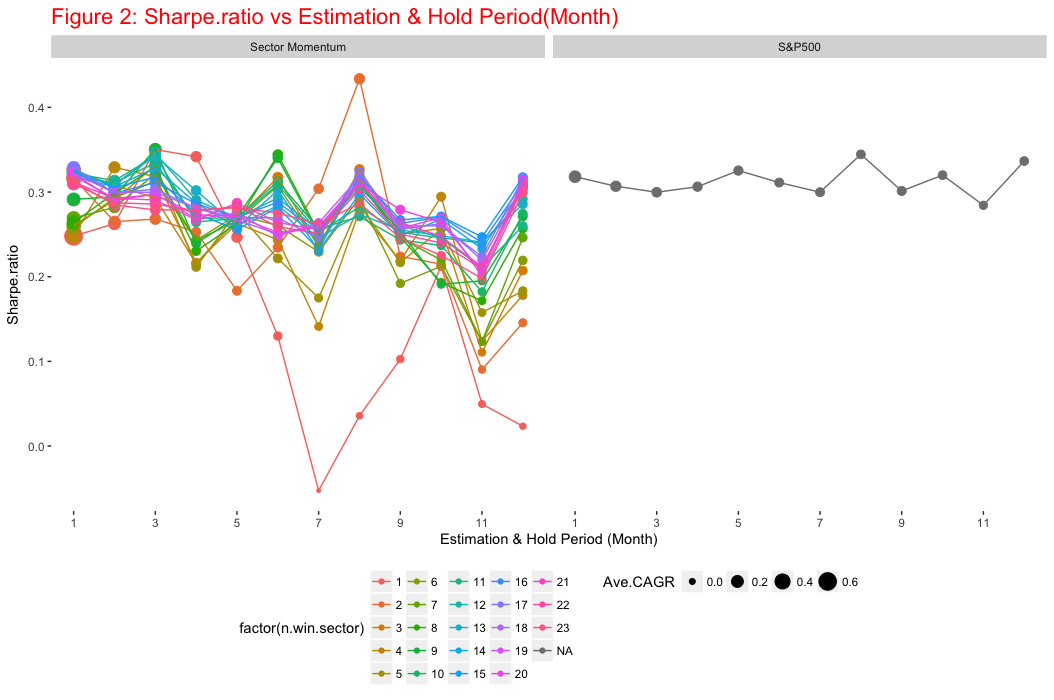 Figure 2: Sharpe.ratio vs Estimation & Hold Period(Month)
Sector Momentum
S&P500
Sharpe.ratio
0.4
0.3
0.2
0.1
0.0
1 3 5 7 9 11
1 3 5 7 9 11
Estimation & Hold Period (Month)
factor(n.win.sector)
1 6 11 16 21
2 7 12 17 22
3 8 13 18 23
4 9 14 19 NA
5 10 15 20
Ave.CAGR 0.0 0.2 0.4 0.6